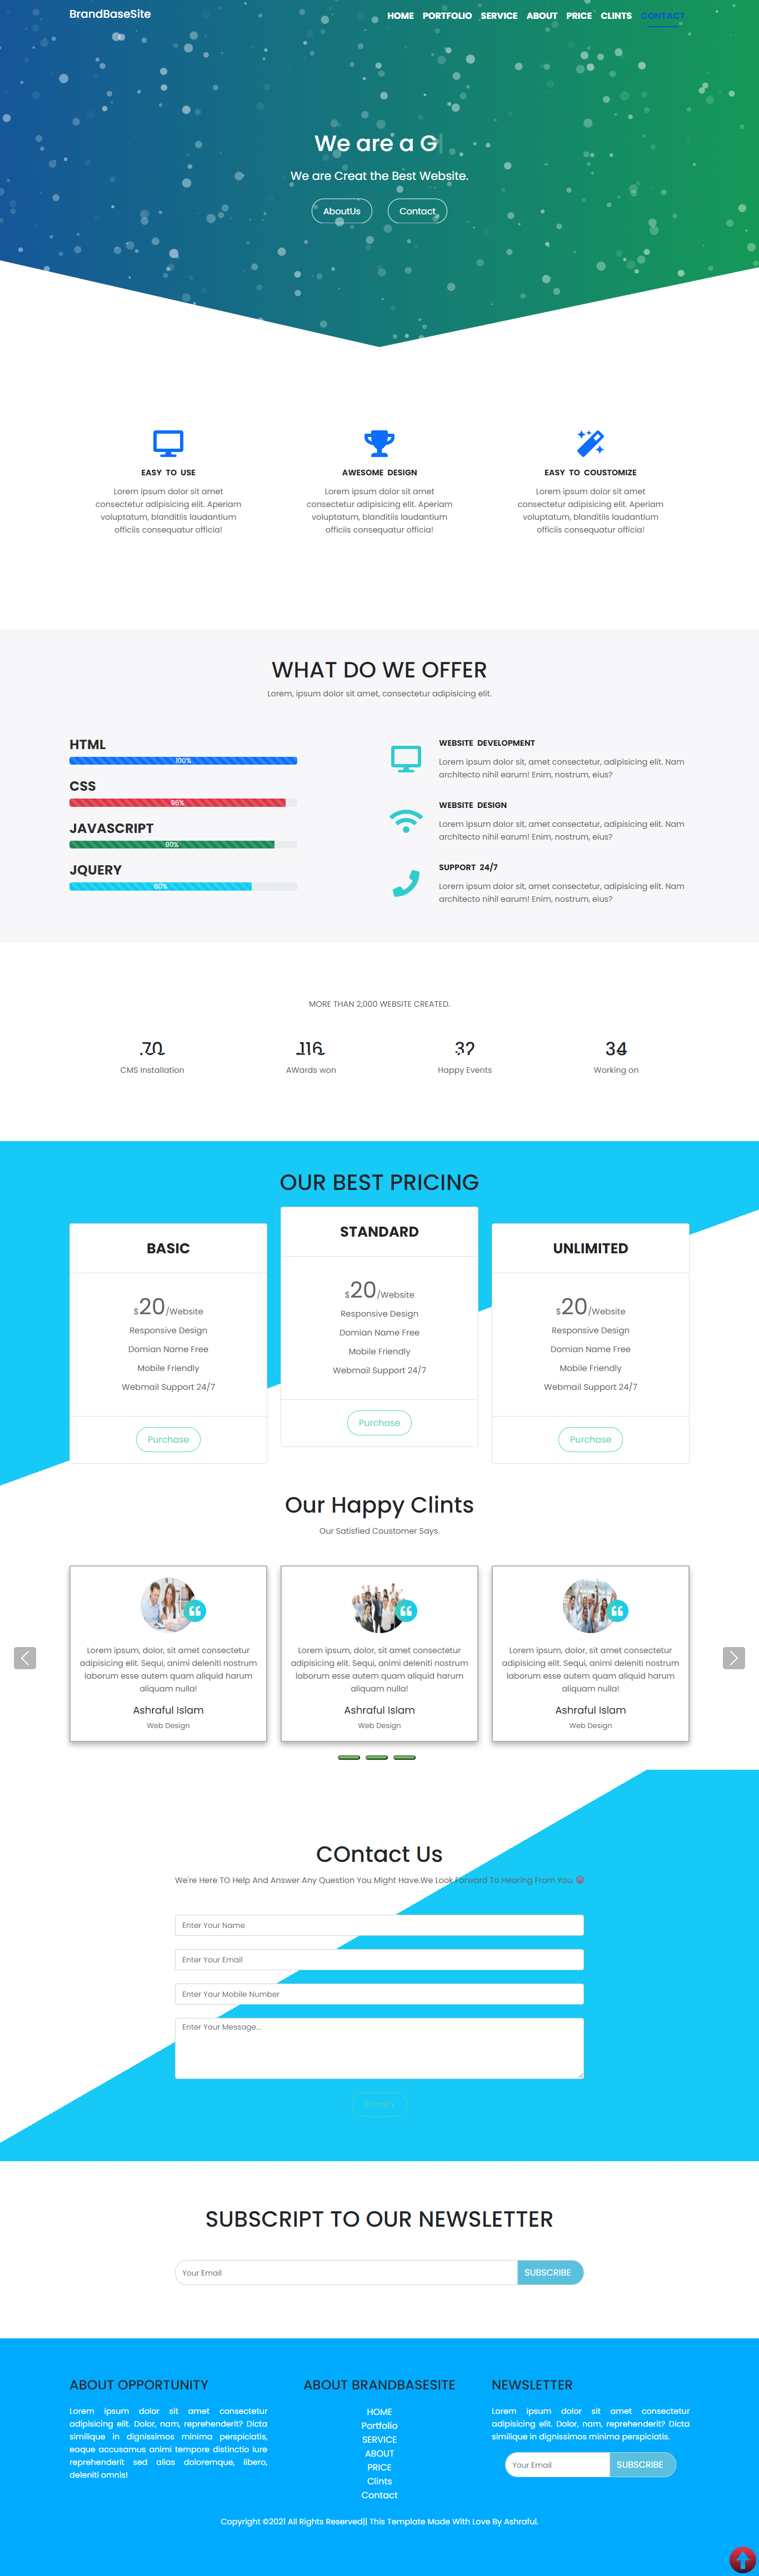 BrandBaseSite
HOME PORTFOLIO SERVICE ABOUT PRICE CLINTS CONTACT
We are a G
We are Creat the Best Website.
AboutUs Contact
EASY TO USE
Lorem ipsum dolor sit amet
consectetur adipisicing elit. Aperiam
voluptatum, blanditiis laudantium
officiis consequatur officia!
AWESOME DESIGN
Lorem ipsum dolor sit amet
consectetur adipisicing elit. Aperiam
voluptatum, blanditiis laudantium
officiis consequatur officia!
EASY TO COUSTOMIZE
Lorem ipsum dolor sit amet
consectetur adipisicing elit. Aperiam
voluptatum, blanditiis laudantium
officiis consequatur officia!
WHAT DO WE OFFER
Lorem, ipsum dolor sit amet, consectetur adipisicing elit.
HTML
100%
CSS
95%
JAVASCRIPT
90%
JQUERY
80%
WEBSITE DEVELOPMENT
Lorem ipsum dolor sit, amet consectetur, adipisicing elit. Nam
architecto nihil earum! Enim, nostrum, eius?
WEBSITE DESIGN
Lorem ipsum dolor sit, amet consectetur, adipisicing elit. Nam
architecto nihil earum! Enim, nostrum, eius?
SUPPORT 24/7
Lorem ipsum dolor sit, amet consectetur, adipisicing elit. Nam
architecto nihil earum! Enim, nostrum, eius?
MORE THAN 2,000 WEBSITE CREATED.
CMS Installation
AWards won
Happy Events
34
Working on
OUR BEST PRICING
BASIC
$20/Website
Responsive Design
Domian Name Free
Mobile Friendly
Webmail Support 24/7
Purchase
STANDARD
$20/Website
Responsive Design
Domian Name Free
Mobile Friendly
Webmail Support 24/7
Purchase
UNLIMITED
$20/Website
Responsive Design
Domian Name Free
Mobile Friendly
Webmail Support 24/7
Purchase
Our Happy Clints
Our Satisfied Coustomer Says.
Lorem ipsum, dolor, sit amet consectetur
adipisicing elit. Sequi, animi deleniti nostrum
laborum esse autem quam aliquid harum
aliquam nulla!
Ashraful Islam
Web Design
Lorem ipsum, dolor, sit amet consectetur
adipisicing elit. Sequi, animi deleniti nostrum
laborum esse autem quam aliquid harum
aliquam nulla!
Ashraful Islam
Web Design
Lorem ipsum, dolor, sit amet consectetur
adipisicing elit. Sequi, animi deleniti nostrum
laborum esse autem quam aliquid harum
aliquam nulla!
Ashraful Islam
Web Design
COntact Us
We're Here TO Help And Answer Any Question You Might Have.We Look Forward To Hearing From You.
Enter Your Name
Enter Your Email
Enter Your Mobile Number
Enter Your Message...
SUBSCRIPT TO OUR NEWSLETTER
Your Email SUBSCRIBE
ABOUT OPPORTUNITY
Lorem ipsum dolor sit amet consectetur
adipisicing elit. Dolor, nam, reprehenderit? Dicta
similique in dignissimos minima perspiciatis,
eaque accusamus animi tempore distinctio iure
reprehenderit sed alias doloremque, libero,
deleniti omnis!
ABOUT BRANDBASESITE
HOME
Portfolio
SERVICE
ABOUT
PRICE
Clints
Contact
NEWSLETTER
Lorem ipsum dolor sit amet consectetur
adipisicing elit. Dolor, nam, reprehenderit? Dicta
similique in dignissimos minima perspiciatis.
Your Email SUBSCRIBE
Copyright ©2021 All Rights Reserved|| This Template Made With Love By Ashraful.